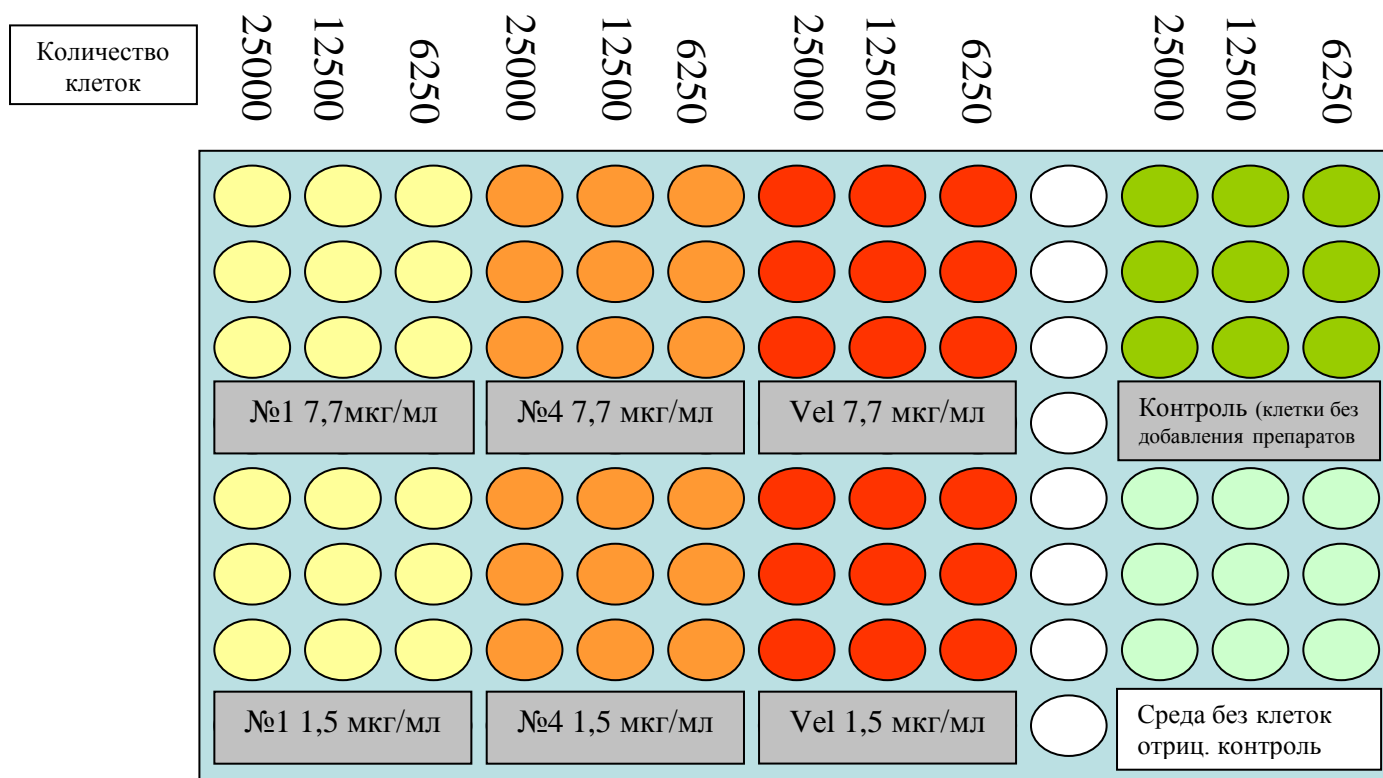 Количество
клеток
25000
12500
6250
25000
12500
6250
25000
12500
6250
25000
12500
6250
№1 7,7мкг/мл
№4 7,7 мкг/мл
Vel 7,7 мкг/мл
Контроль (клетки без
добавления препаратов
№1 1,5 мкг/мл
№4 1,5 мкг/мл
Vel 1,5 мкг/мл
Среда без клеток
отриц. контроль